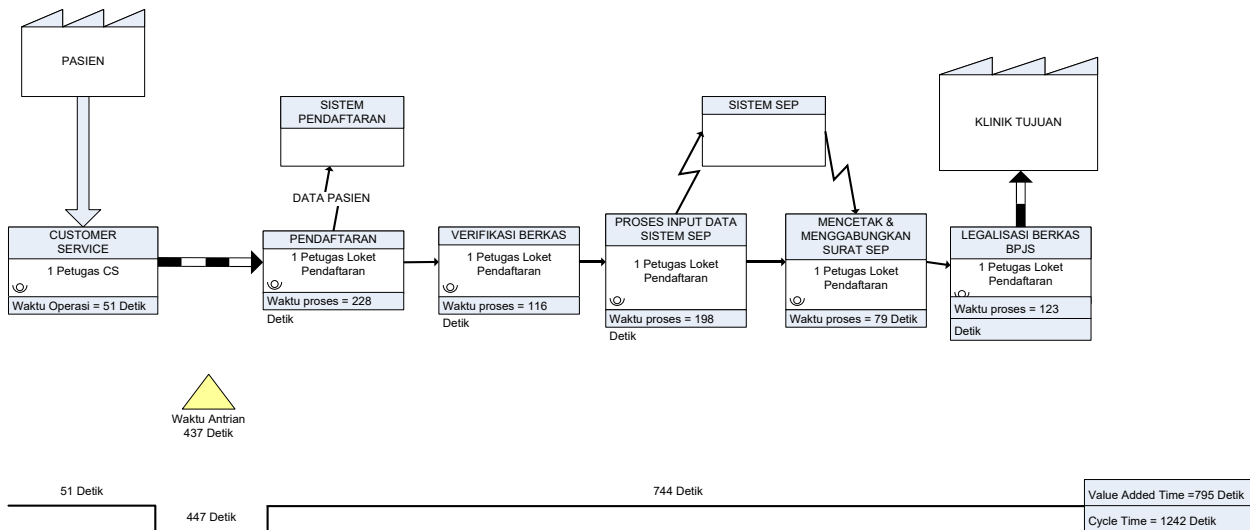 PASIEN
CUSTOMER
SERVICE
1 Petugas CS
Waktu Operasi = 51 Detik
SISTEM
PENDAFTARAN
DATA PASIEN
PENDAFTARAN
1 Petugas Loket
Pendaftaran
Waktu proses = 228
Detik
VERIFIKASI BERKAS
1 Petugas Loket
Pendaftaran
Waktu proses = 116
Detik
SISTEM SEP
PROSES INPUT DATA
SISTEM SEP
1 Petugas Loket
Pendaftaran
Waktu proses = 198
Detik
MENCETAK &
MENGGABUNGKAN
SURAT SEP
1 Petugas Loket
Pendaftaran
Waktu proses = 79 Detik
KLINIK TUJUAN
LEGALISASI BERKAS
BPJS
1 Petugas Loket
Pendaftaran
Waktu proses = 123
Detik
Waktu Antrian
437 Detik
51 Detik
447 Detik
744 Detik
Value Added Time =795 Detik
Cycle Time = 1242 Detik